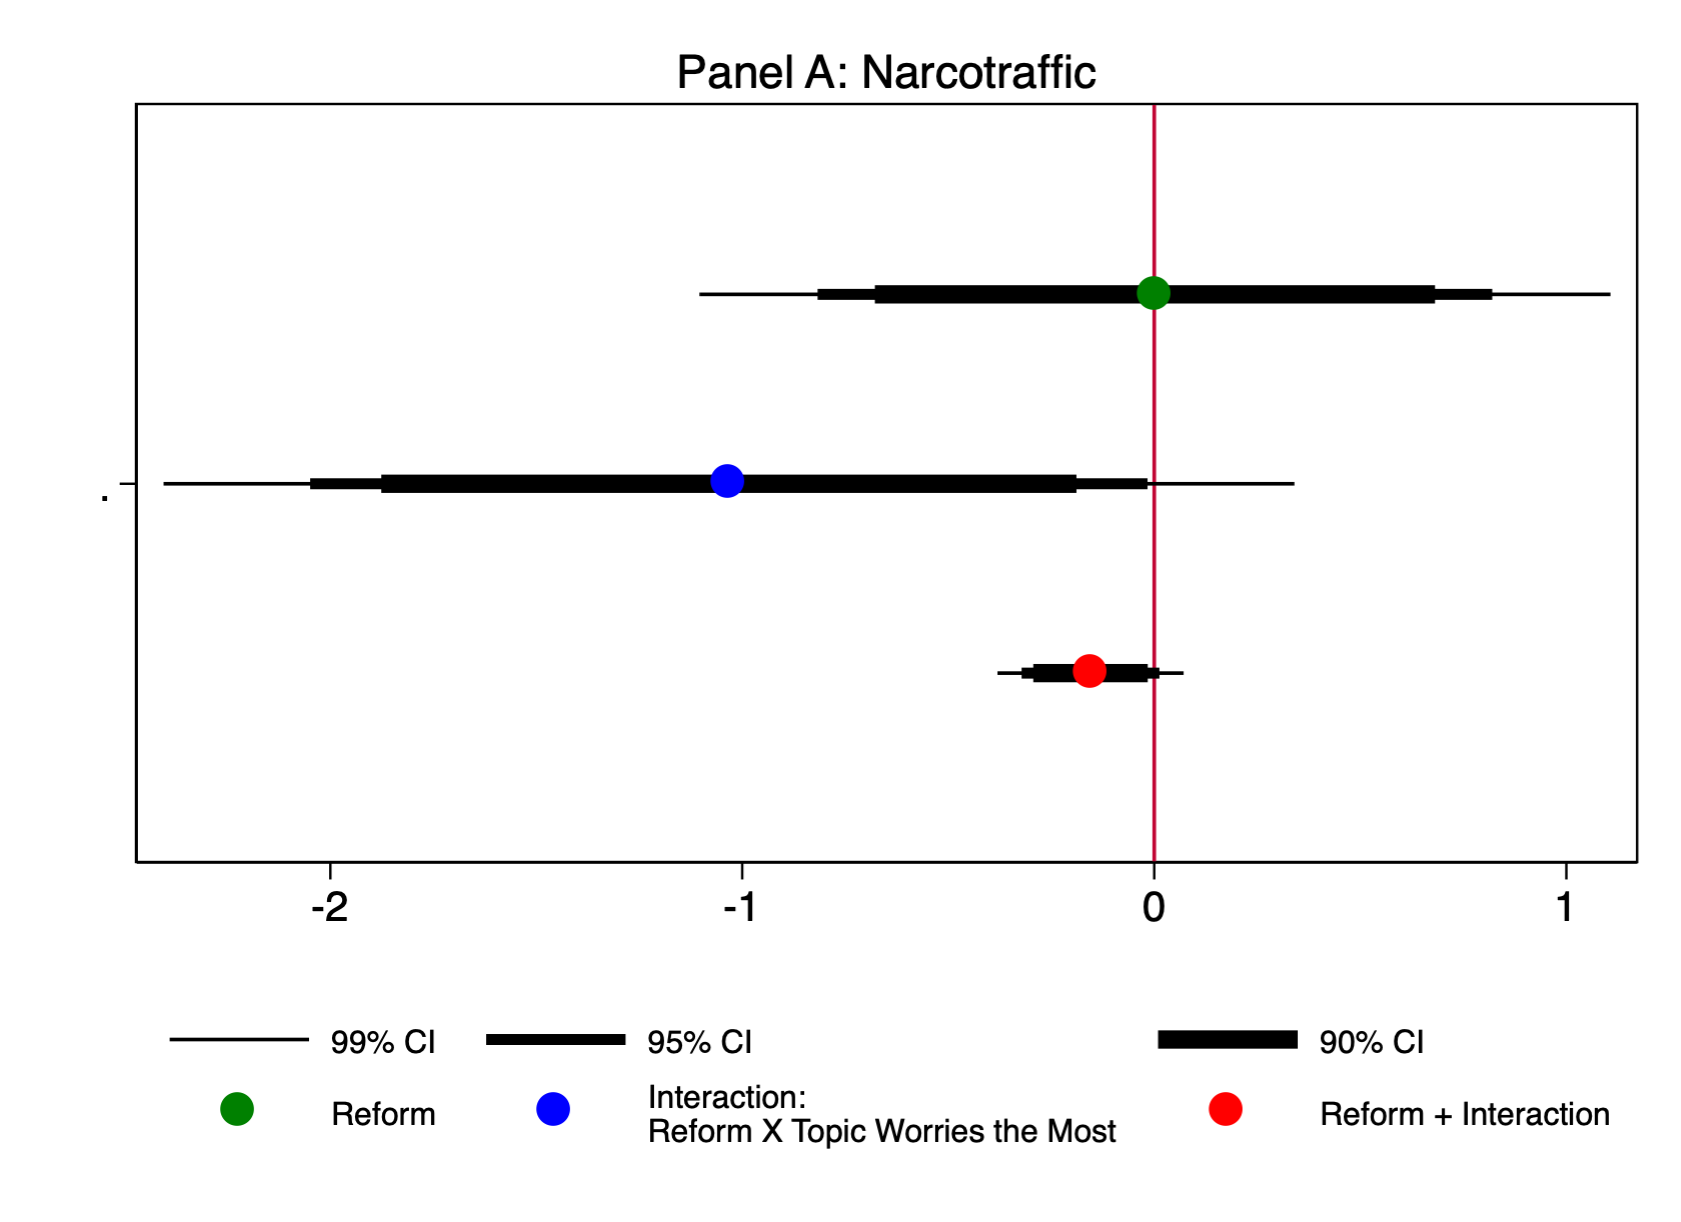 Panel A: Narcotraffic
.
-2 -1 0 1
99% CI 95% CI 90% CI
Reform
Interaction:
Reform X Topic Worries the Most
Reform + Interaction